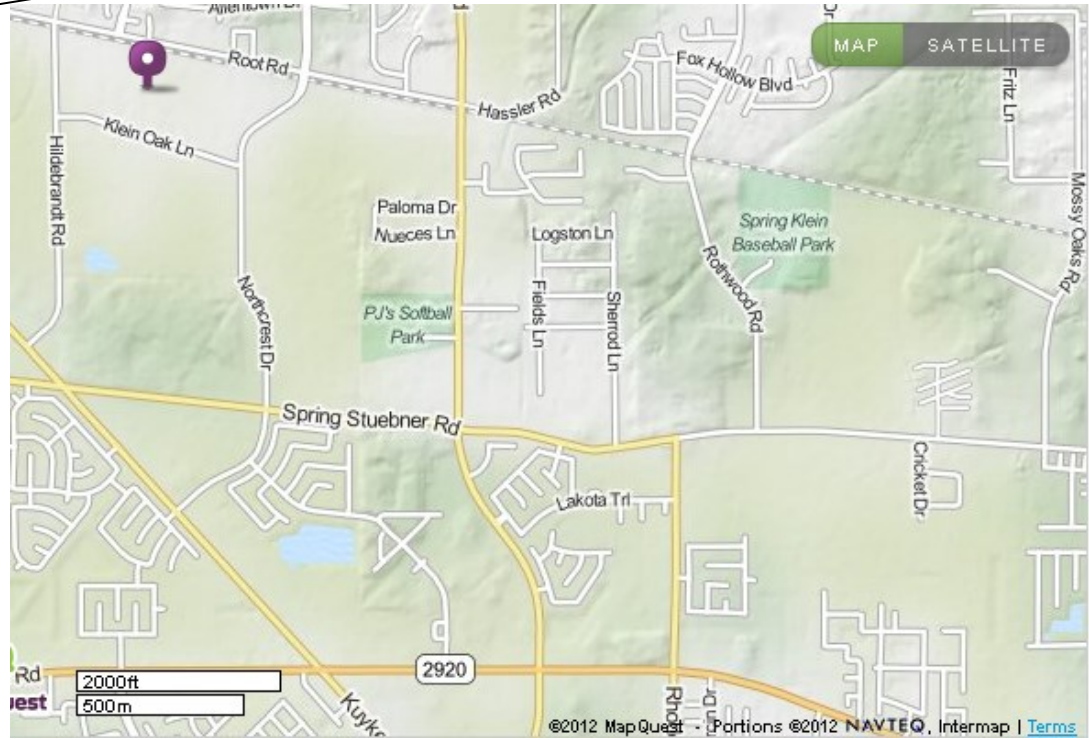 MAP
SATELLITE
Root Rd
Fox Hollow Blvd
Hassler Rd
Fritz Ln
Klein Oak Ln
Hildebrandt Rd
Mossy Oaks Rd
Paloma Dr
Nueces Ln
Logston Ln
Spring Klein
Baseball Park
Rothwood Rd
Northcrest Dr
PJ's Softball
Park
Fields Ln
Sherrod Ln
Spring Stuebner Rd
Cricket Dr
Lakota Trl
Rd
2920
2000ft
500m
©2012 MapQuest - Portions ©2012 NAVTEQ, Intermap | Terms